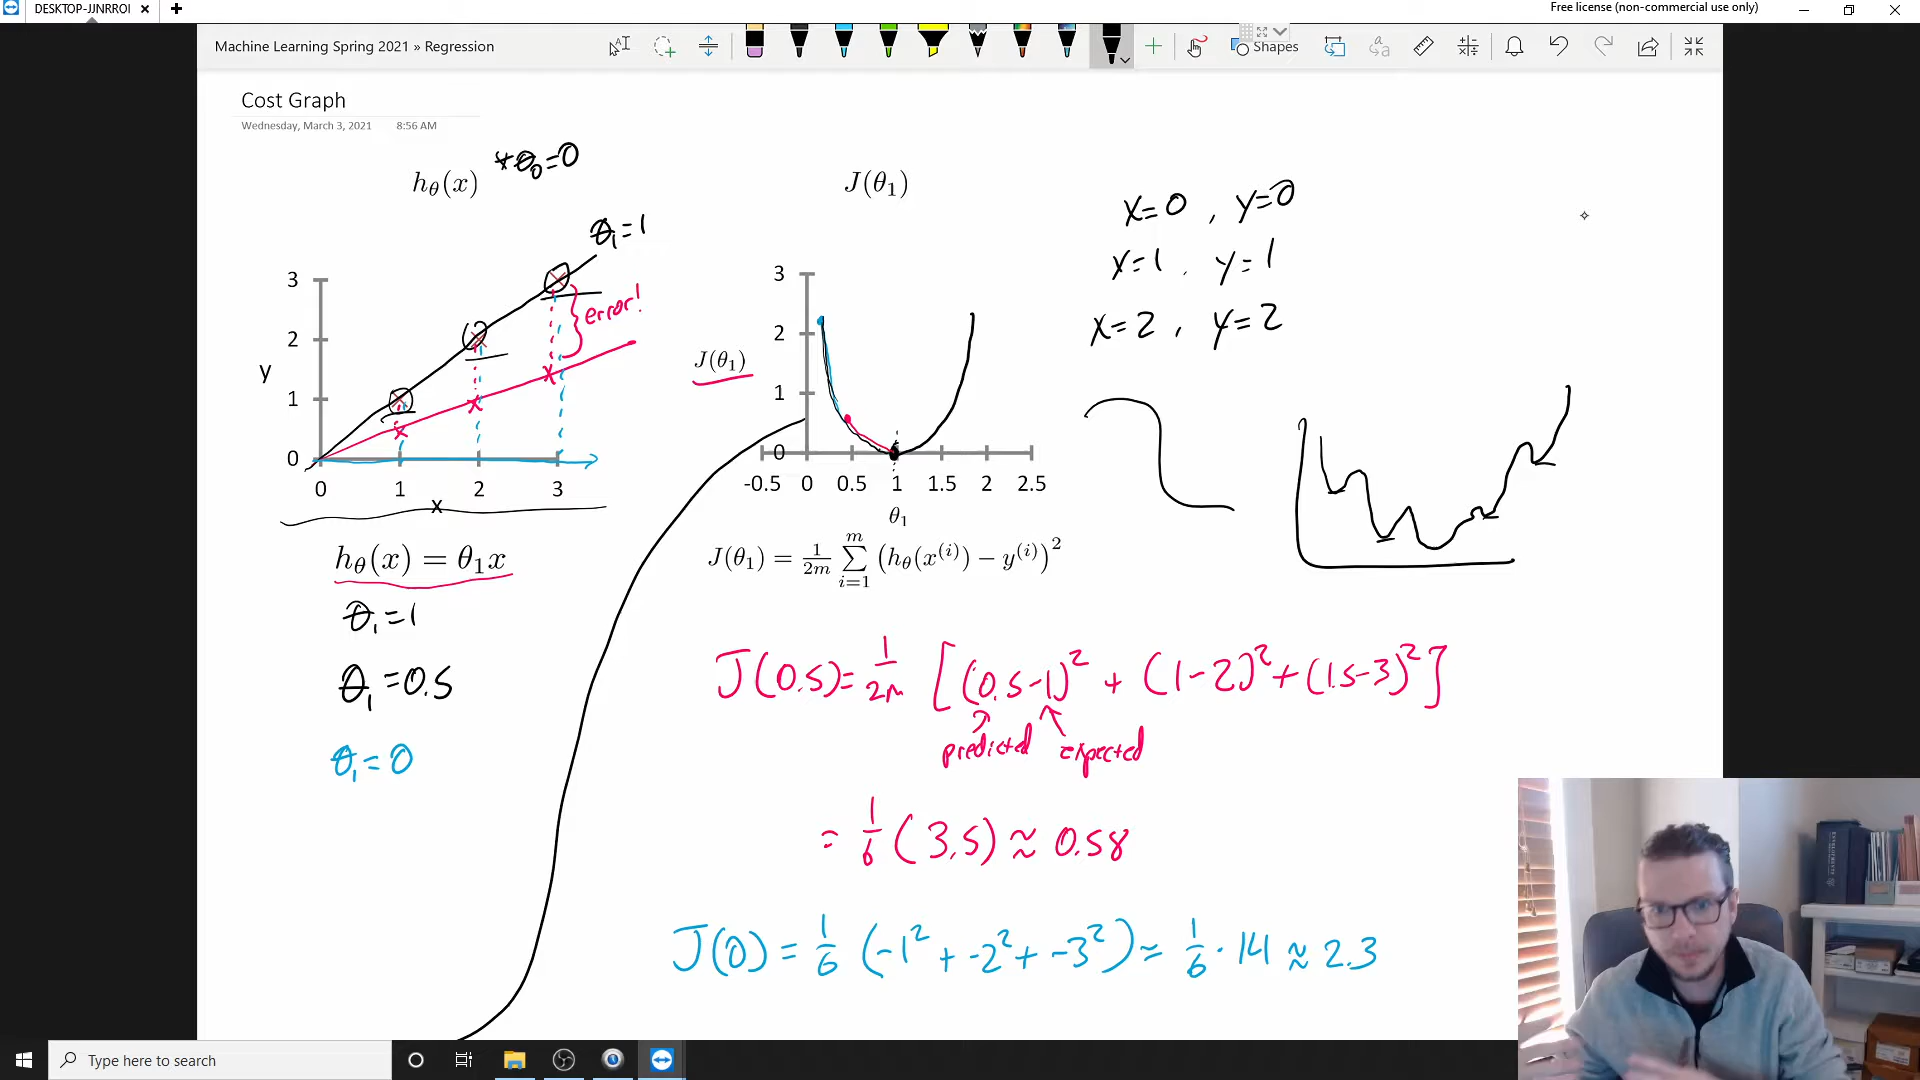 DESKTOP-JJNRROI
Free license (non-commercial use only)
Machine Learning Spring 2021 » Regression
Shapes
Cost Graph
Wednesday, March 3, 2021 8:56 AM
hθ(x) *θ₀=0
θ₁=1
3
2
1
0
y
0 1 2 3
x
error!
hθ(x) = θ₁x
θ₁=1
θ₁=0.5
θ₁=0
J(θ₁)
3
2
1
0
J(θ₁)
-0.5 0 0.5 1 1.5 2 2.5
θ₁
J(θ₁) = 1/2m ∑ᵢ₌₁ᵐ (hθ(x⁽ⁱ⁾) − y⁽ⁱ⁾)²
x=0 , y=0
x=1 , y=1
x=2 , y=2
J(0.5)= 1/2m [(0.5-1)² + (1-2)² + (1.5-3)²]
predicted expected
= 1/6 (3.5) ≈ 0.58
J(0) = 1/6 (-1² + -2² + -3²) ≈ 1/6 · 14 ≈ 2.3
Type here to search